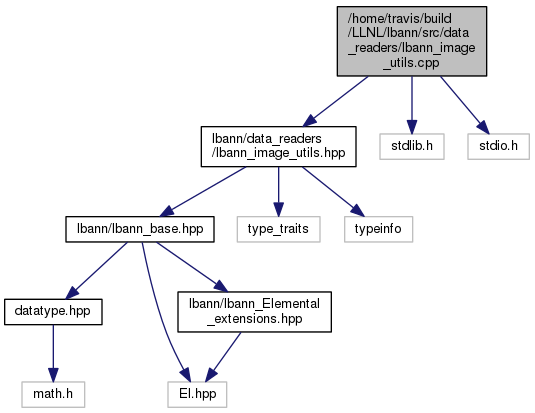 /home/travis/build
/LLNL/lbann/src/data
_readers/lbann_image
_utils.cpp
lbann/data_readers
/lbann_image_utils.hpp
stdlib.h
stdio.h
lbann/lbann_base.hpp
type_traits
typeinfo
datatype.hpp
lbann/lbann_Elemental
_extensions.hpp
math.h
El.hpp